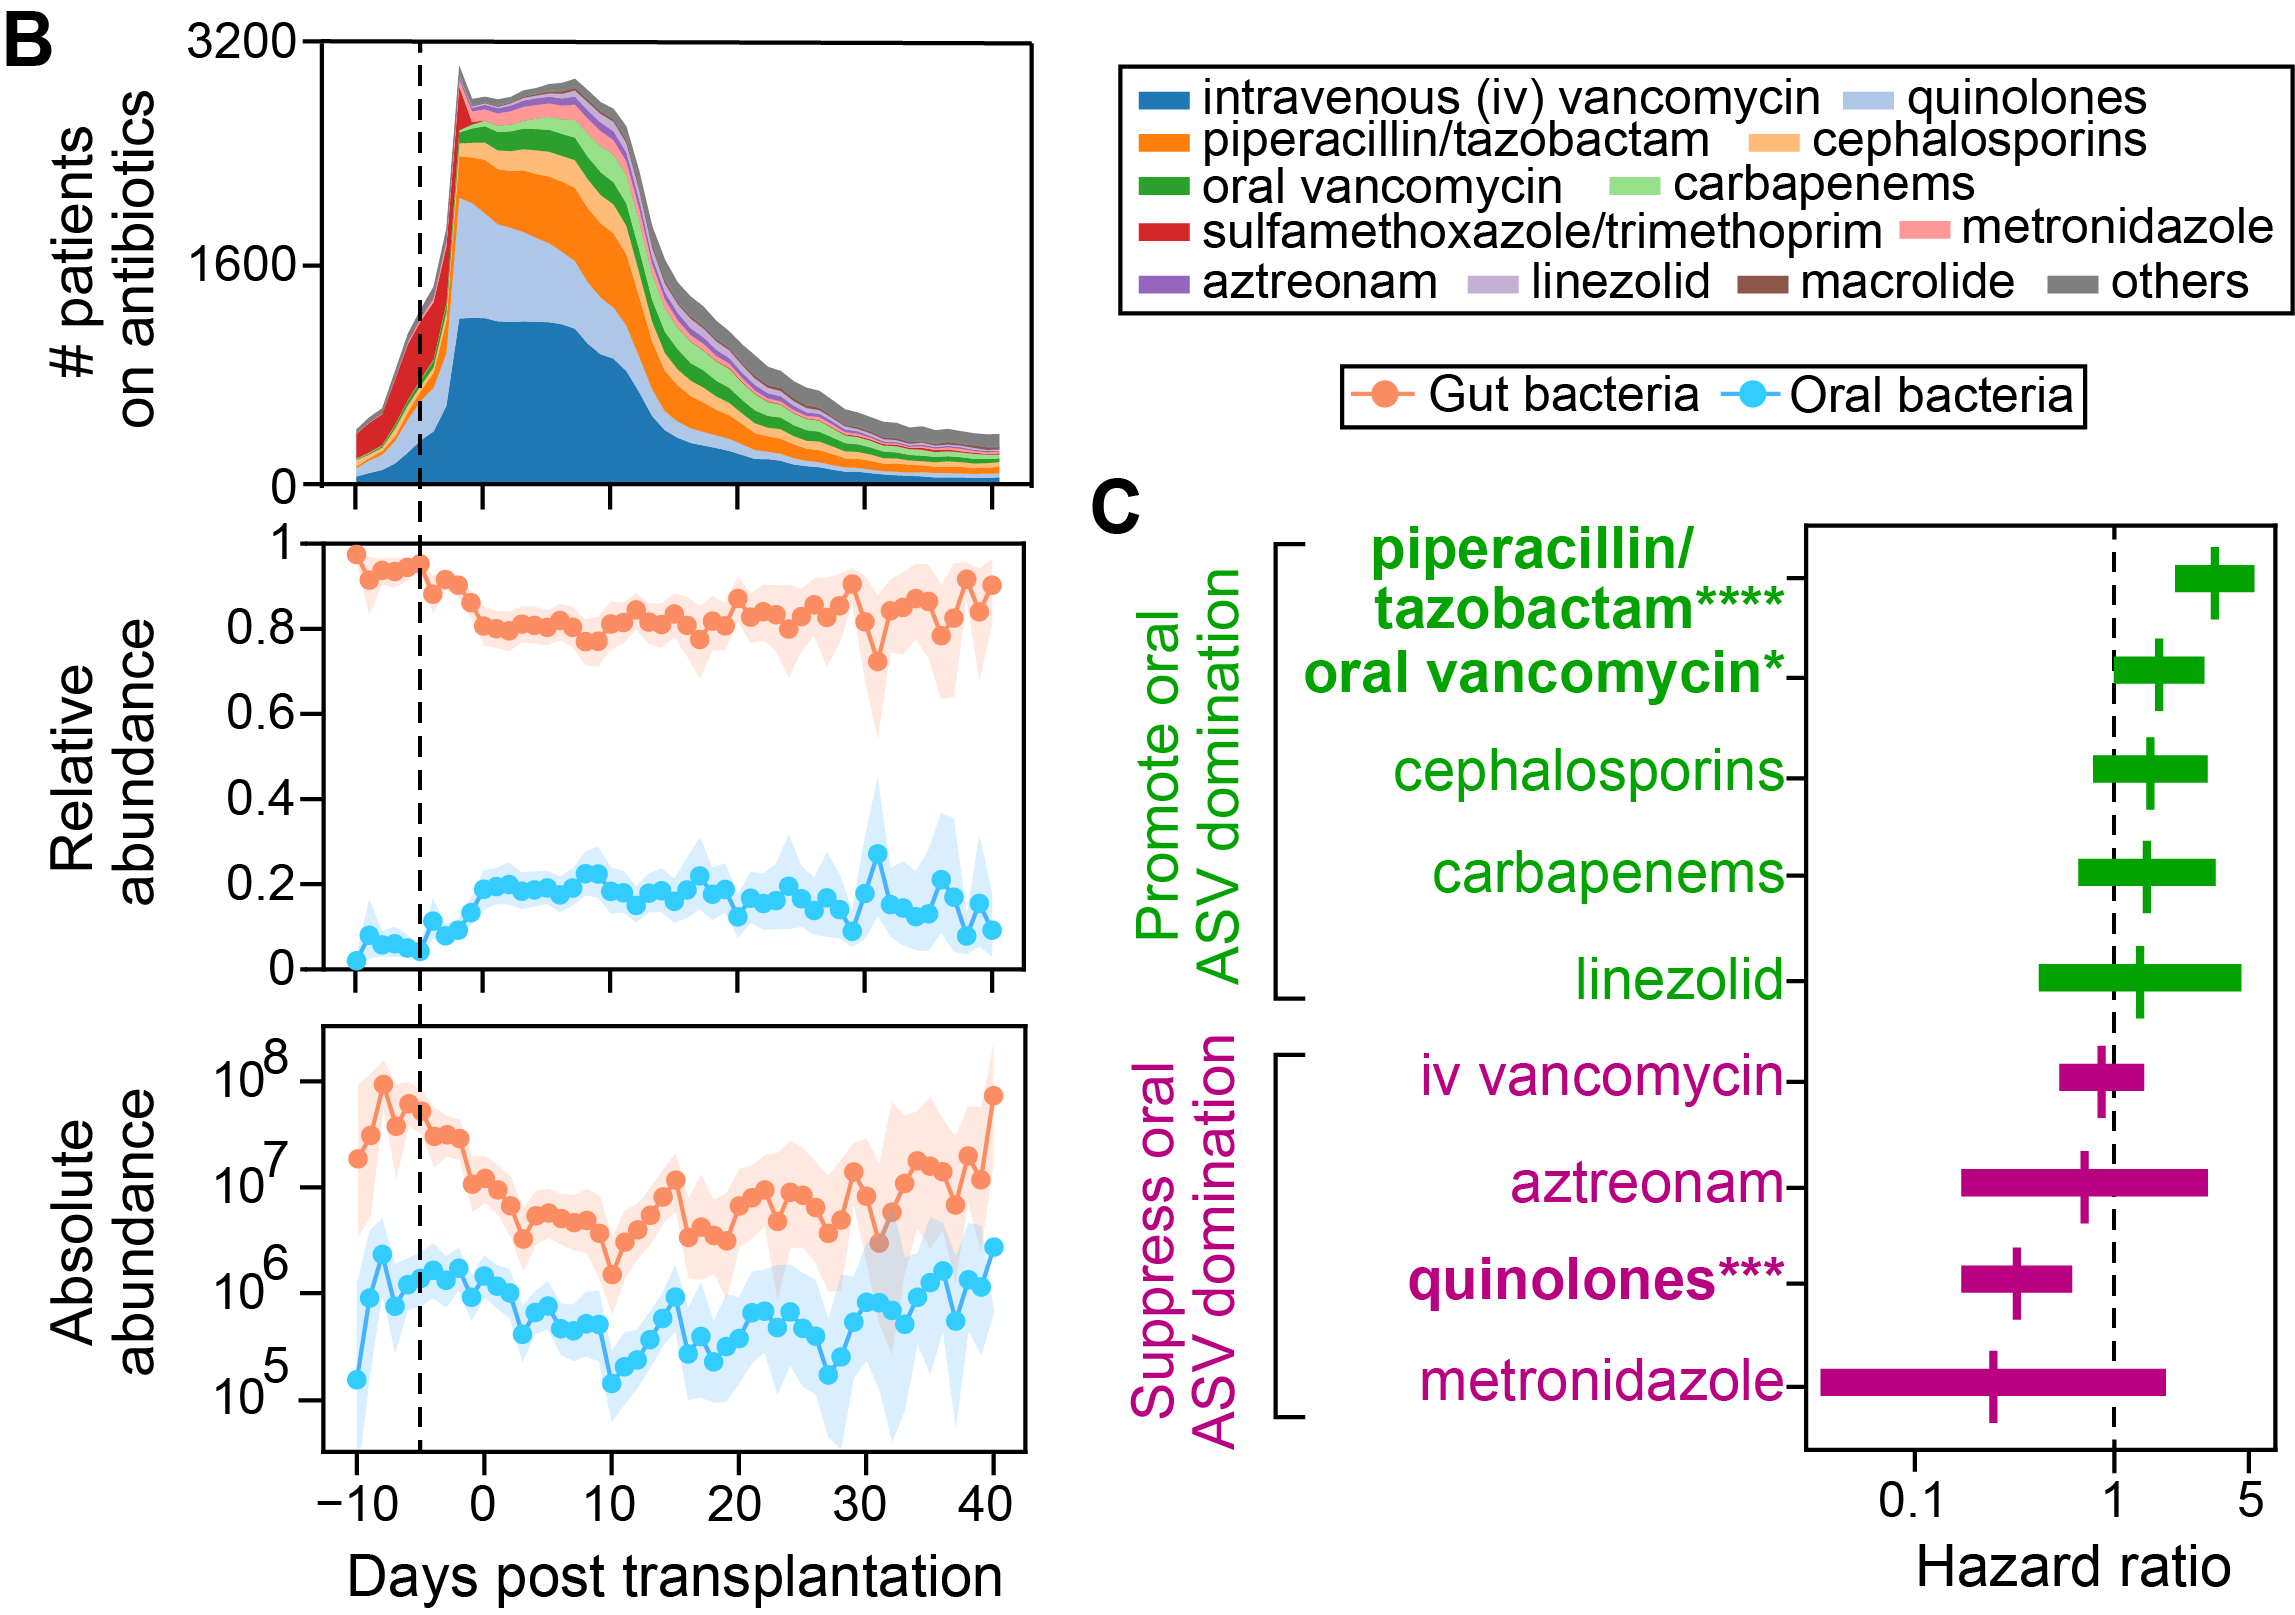 B
3200
1600
0
# patients
on antibiotics
intravenous (iv) vancomycin quinolones
piperacillin/tazobactam cephalosporins
oral vancomycin carbapenems
sulfamethoxazole/trimethoprim metronidazole
aztreonam linezolid macrolide others
Gut bacteria Oral bacteria
1
0.8
0.6
0.4
0.2
0
Relative
abundance
10^8
10^7
10^6
10^5
Absolute
abundance
−10 0 10 20 30 40
Days post transplantation
C
Promote oral
ASV domination
piperacillin/
tazobactam****
oral vancomycin*
cephalosporins
carbapenems
linezolid
Suppress oral
ASV domination
iv vancomycin
aztreonam
quinolones***
metronidazole
0.1 1 5
Hazard ratio